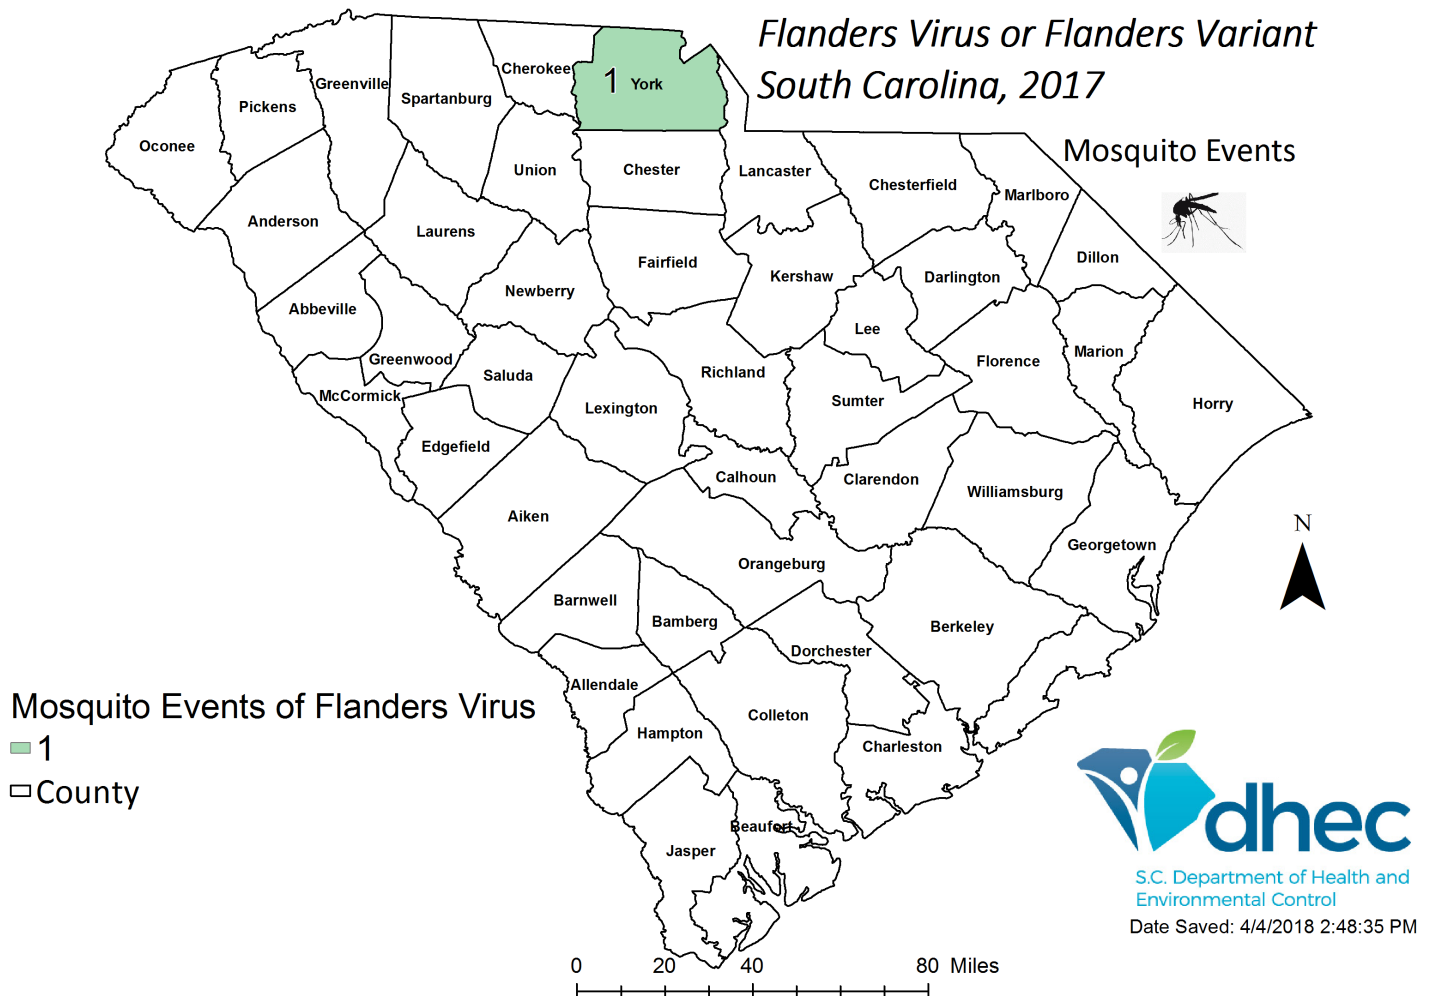 Flanders Virus or Flanders Variant
South Carolina, 2017
Mosquito Events
1 York
Cherokee
Greenville
Spartanburg
Pickens
Oconee
Union
Chester
Lancaster
Chesterfield
Marlboro
Anderson
Laurens
Dillon
Fairfield
Kershaw
Darlington
Newberry
Abbeville
Lee
Greenwood
Marion
Florence
Saluda
Richland
McCormick
Lexington
Sumter
Horry
Edgefield
Calhoun
Clarendon
Williamsburg
Aiken
N
Georgetown
Orangeburg
Barnwell
Bamberg
Berkeley
Dorchester
Allendale
Colleton
Hampton
Charleston
Beaufort
Jasper
Mosquito Events of Flanders Virus
1
County
dhec
S.C. Department of Health and
Environmental Control
Date Saved: 4/4/2018 2:48:35 PM
0 20 40 80 Miles